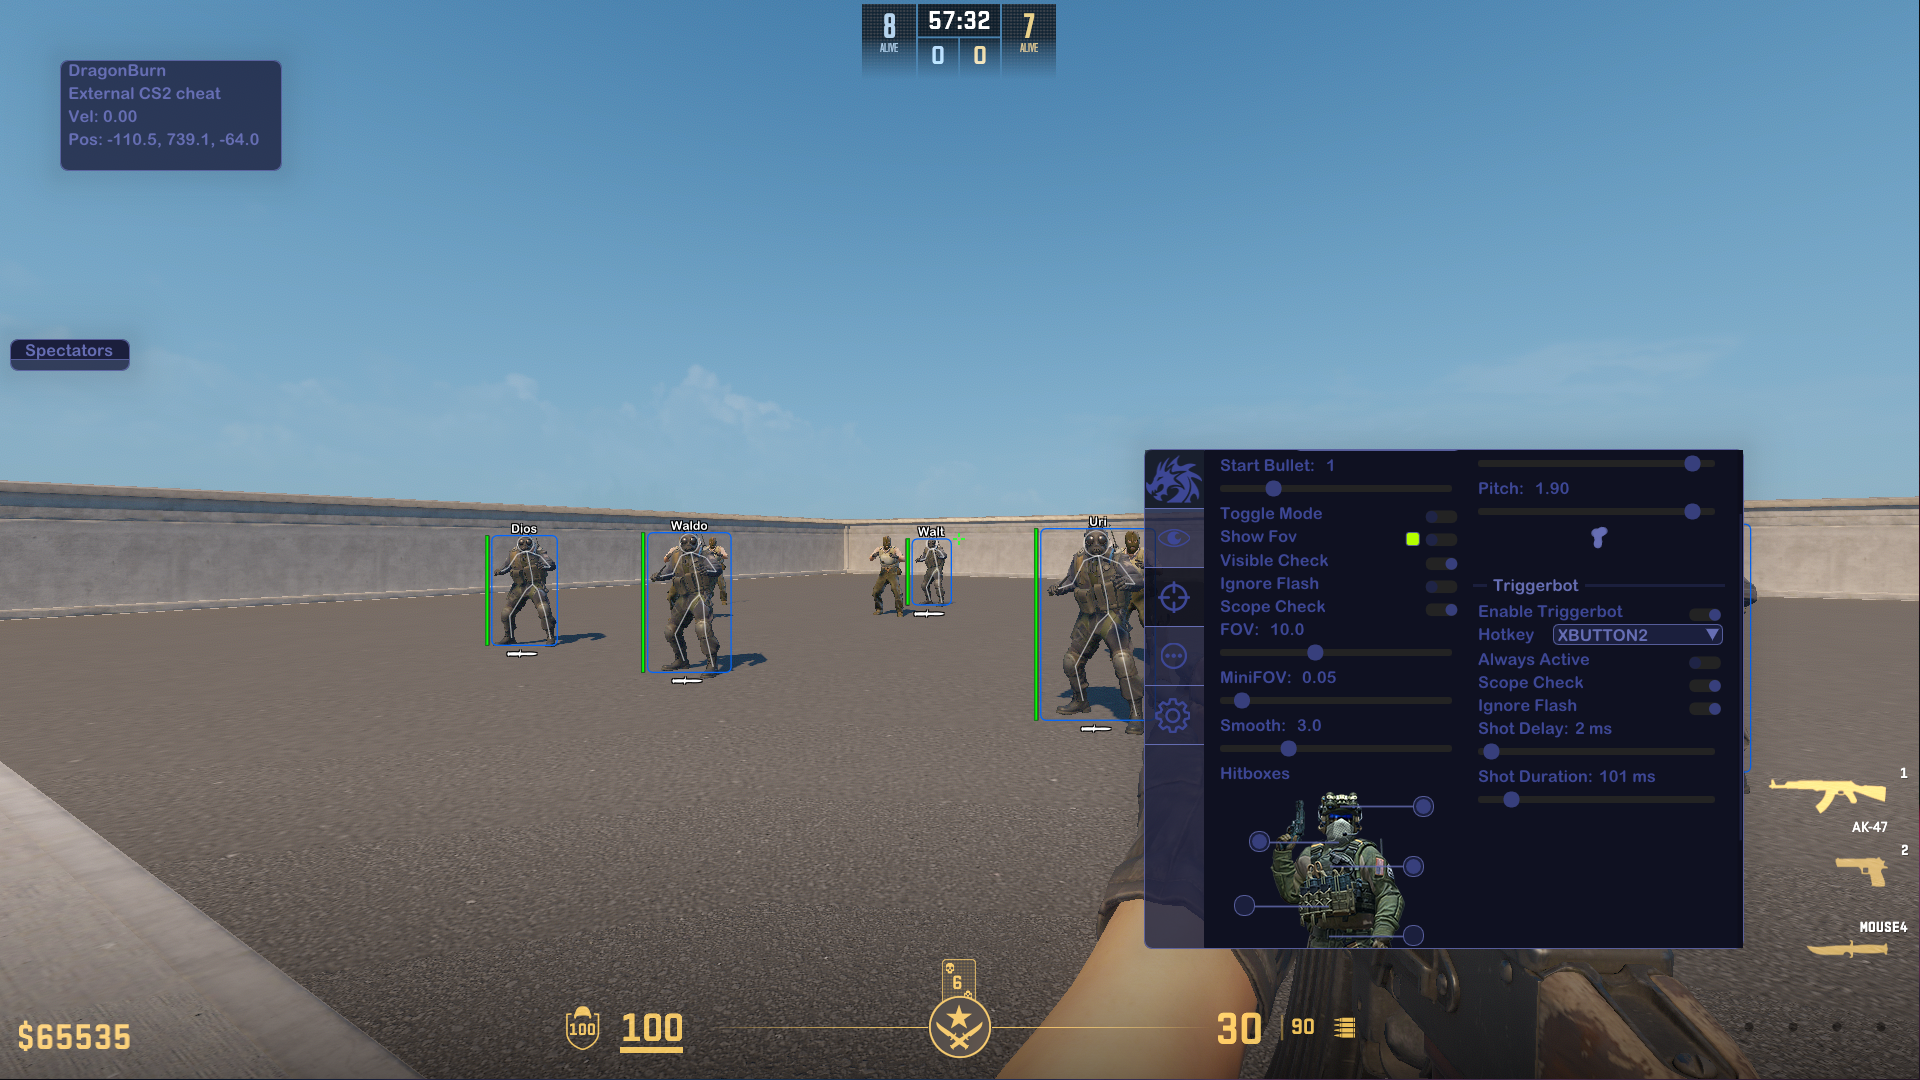 8
ALIVE
57:32
0 0
7
ALIVE
DragonBurn
External CS2 cheat
Vel: 0.00
Pos: -110.5, 739.1, -64.0
Spectators
Dios
Waldo
Walt
Uri
Start Bullet: 1
Toggle Mode
Show Fov
Visible Check
Ignore Flash
Scope Check
FOV: 10.0
MiniFOV: 0.05
Smooth: 3.0
Hitboxes
Pitch: 1.90
Triggerbot
Enable Triggerbot
Hotkey XBUTTON2
Always Active
Scope Check
Ignore Flash
Shot Delay: 2 ms
Shot Duration: 101 ms
1
AK-47
2
MOUSE4
$65535
100
100
6
30
90